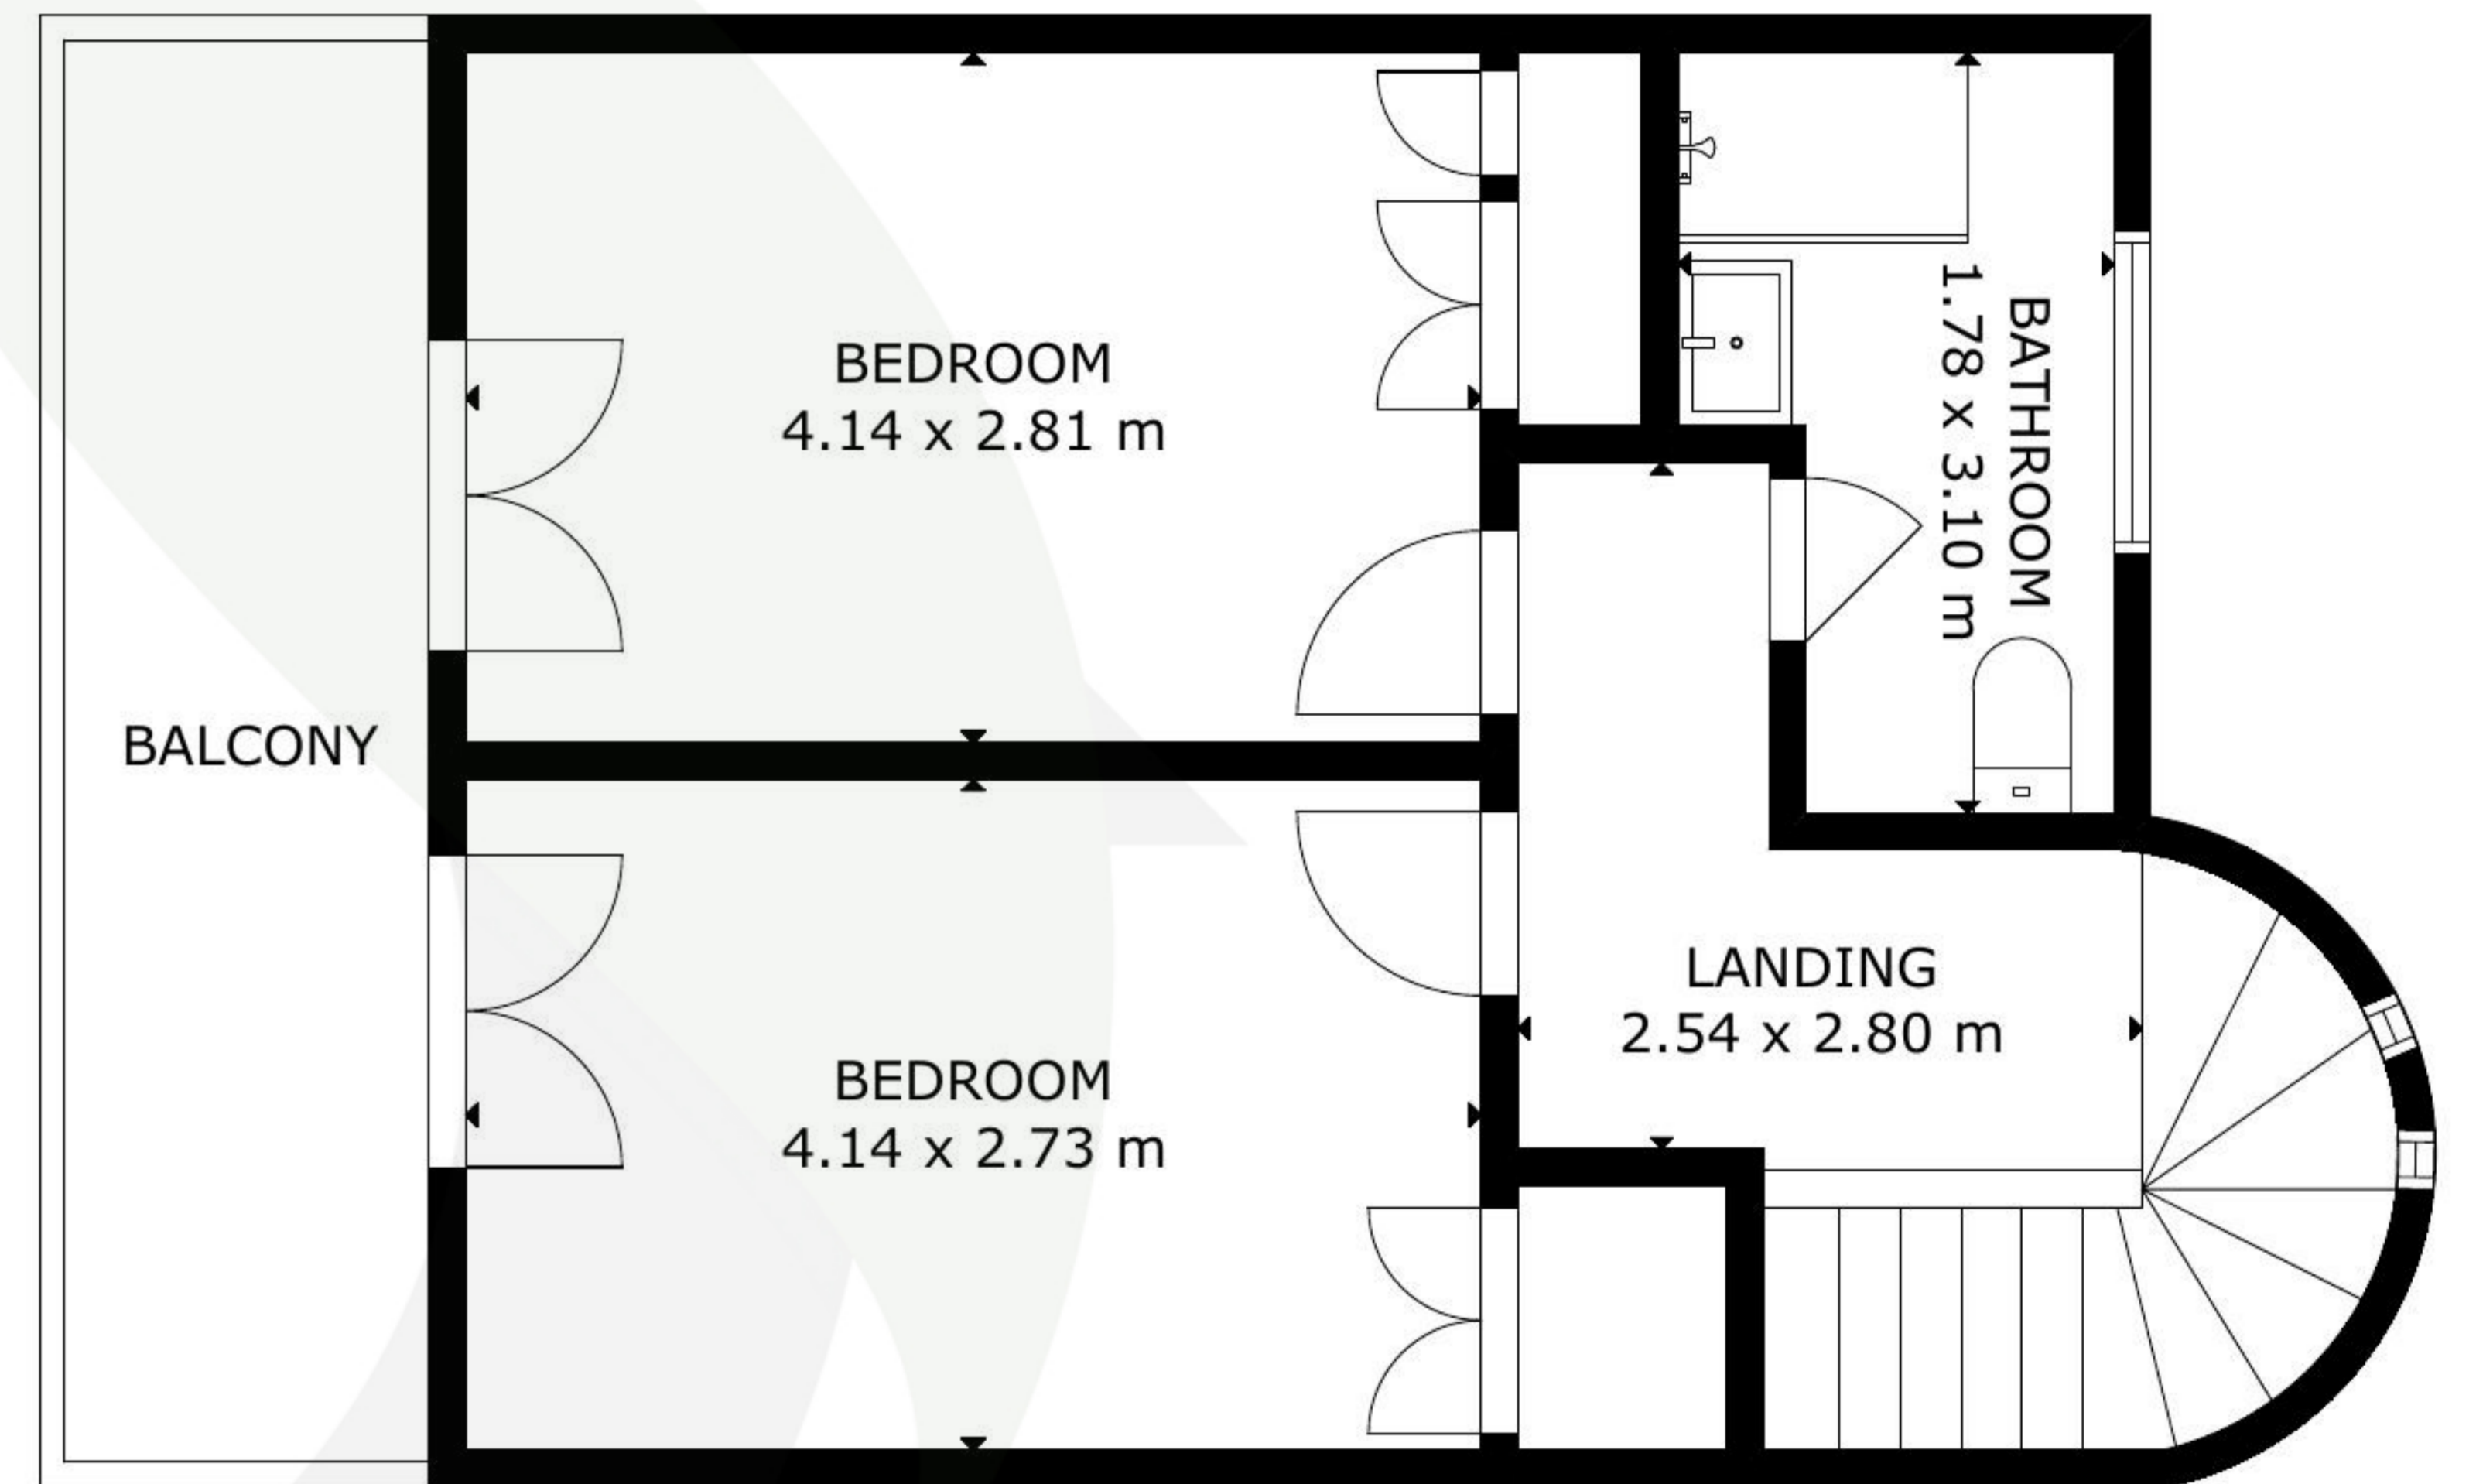 BEDROOM
4.14 x 2.81 m
BATHROOM
1.78 x 3.10 m
BALCONY
LANDING
2.54 x 2.80 m
BEDROOM
4.14 x 2.73 m